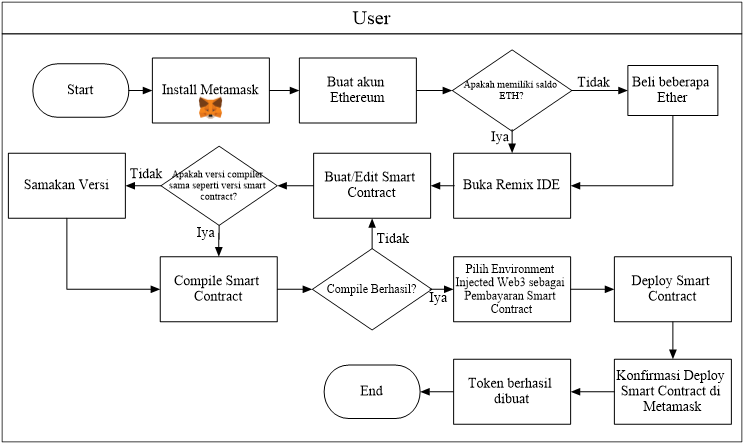 User
Start
Install Metamask
Buat akun
Ethereum
Apakah memiliki saldo
ETH?
Tidak
Beli beberapa
Ether
Iya
Buka Remix IDE
Buat/Edit Smart
Contract
Apakah versi compiler
sama seperti versi smart
contract?
Tidak
Samakan Versi
Iya
Compile Smart
Contract
Compile Berhasil?
Tidak
Iya
Pilih Environment
Injected Web3 sebagai
Pembayaran Smart
Contract
Deploy Smart
Contract
Konfirmasi Deploy
Smart Contract di
Metamask
Token berhasil
dibuat
End